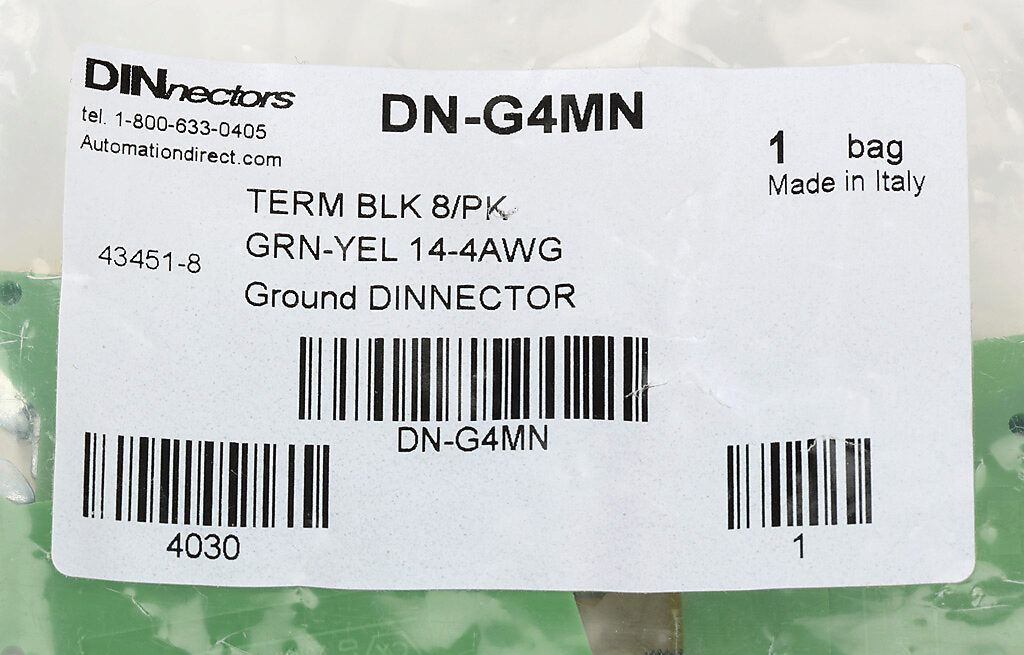 DINnectors
tel. 1-800-633-0405
Automationdirect.com
DN-G4MN
1 bag
Made in Italy
TERM BLK 8/PK
GRN-YEL 14-4AWG
Ground DINNECTOR
43451-8
DN-G4MN
4030
1